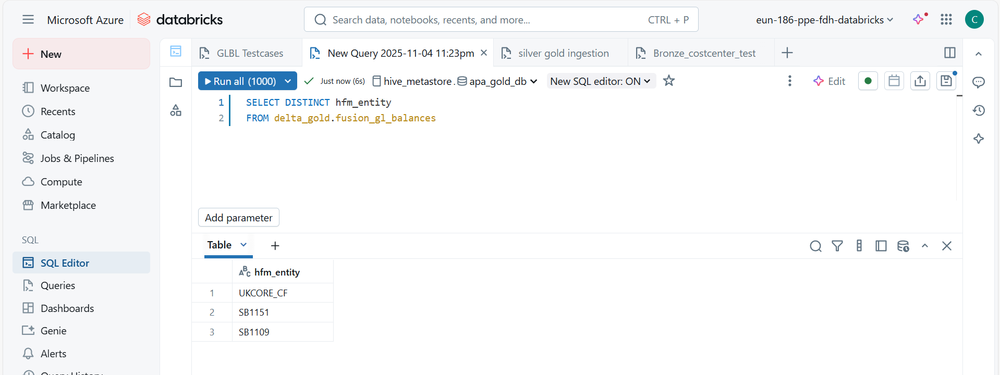 Microsoft Azure databricks
Search data, notebooks, recents, and more... CTRL + P
eun-186-ppe-fdh-databricks
C
New
Workspace
Recents
Catalog
Jobs & Pipelines
Compute
Marketplace
SQL
SQL Editor
Queries
Dashboards
Genie
Alerts
Query History
GLBL Testcases
New Query 2025-11-04 11:23pm
silver gold ingestion
Bronze_costcenter_test
Run all (1000) Just now (6s) hive_metastore. apa_gold_db New SQL editor: ON Edit
1 SELECT DISTINCT hfm_entity
2 FROM delta_gold.fusion_gl_balances
Add parameter
Table
ABC hfm_entity
1 UKCORE_CF
2 SB1151
3 SB1109